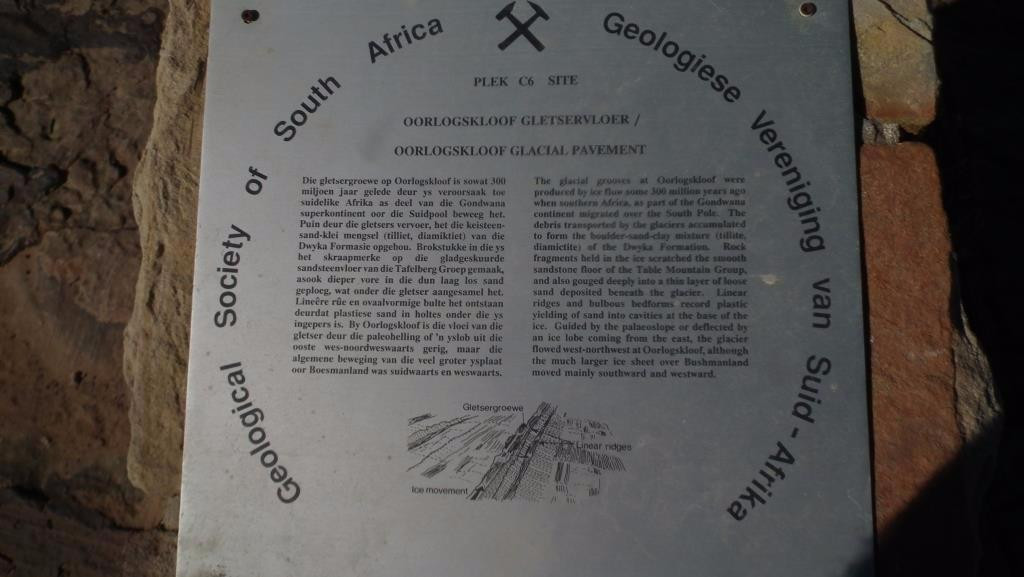 Geological Society of South Africa
Geologiese Vereniging van Suid-Afrika
PLEK C6 SITE
OORLOGSKLOOF GLETSERVLOER /
OORLOGSKLOOF GLACIAL PAVEMENT
Die gletsergroewe op Oorlogskloof is sowat 300
miljoen jaar gelede deur ys veroorsaak toe
suidelike Afrika as deel van die Gondwana
superkontinent oor die Suidpool beweeg het.
Puin deur die gletsers vervoer, het die keisteen-
sand-klei mengsel (tilliet, diamiktiet) van die
Dwyka Formasie opgehou. Brokstukke in die ys
het skraapmerke op die gladgeskuurde
sandsteenvloer van die Tafelberg Groep gemaak,
asook dieper vore in die dun laag los sand
geploeg, wat onder die gletser aangesamel het.
Lineêre rûe en ovaalvormige bulte het ontstaan
deurdat plastiese sand in holtes onder die ys
ingepers is. By Oorlogskloof is die vloei van die
gletser deur die paleohelling of 'n yslob uit die
ooste wes-noordweswaarts gerig, maar die
algemene beweging van die veel groter ysplaat
oor Boesmanland was suidwaarts en weswaarts.
The glacial grooves at Oorlogskloof were
produced by ice flow some 300 million years ago
when southern Africa, as part of the Gondwana
continent migrated over the South Pole. The
debris transported by the glaciers accumulated
to form the boulder-sand-clay mixture (tillite,
diamictite) of the Dwyka Formation. Rock
fragments held in the ice scratched the smooth
sandstone floor of the Table Mountain Group,
and also gouged deeply into a thin layer of loose
sand deposited beneath the glacier. Linear
ridges and bulbous bedforms record plastic
yielding of sand into cavities at the base of the
ice. Guided by the palaeoslope or deflected by
an ice lobe coming from the east, the glacier
flowed west-northwest at Oorlogskloof, although
the much larger ice sheet over Bushmanland
moved mainly southward and westward.
Gletsergroewe
Linear ridges
Ice movement